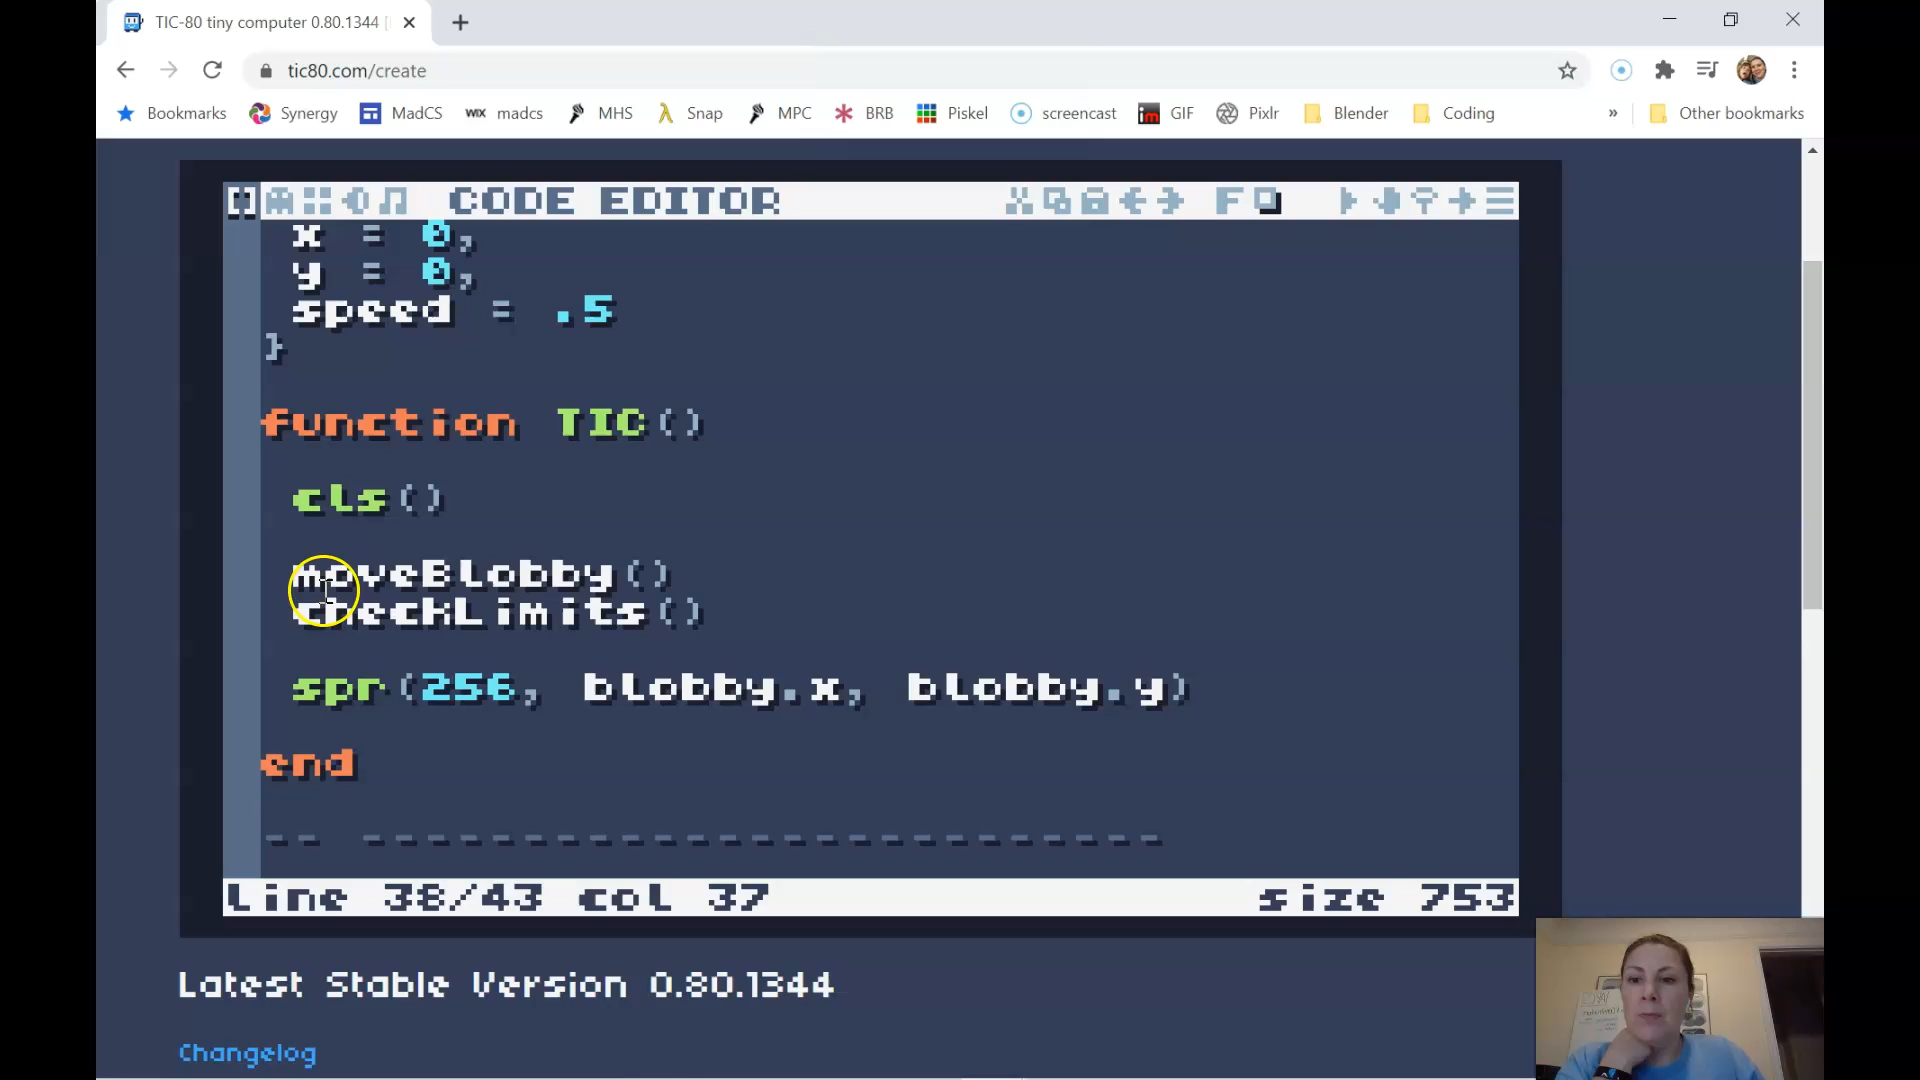 TIC-80 tiny computer 0.80.1344 [
tic80.com/create
Bookmarks Synergy MadCS WIX madcs MHS Snap MPC BRB Piskel screencast im GIF Pixlr Blender Coding » Other bookmarks
CODE EDITOR F
x = 0,
y = 0,
speed = .5
}
function TIC()
cls()
moveBlobby()
checkLimits()
spr(256, blobby.x, blobby.y)
end
-- -------------------------
line 38/43 col 37 size 753
Latest Stable Version 0.80.1344
Changelog